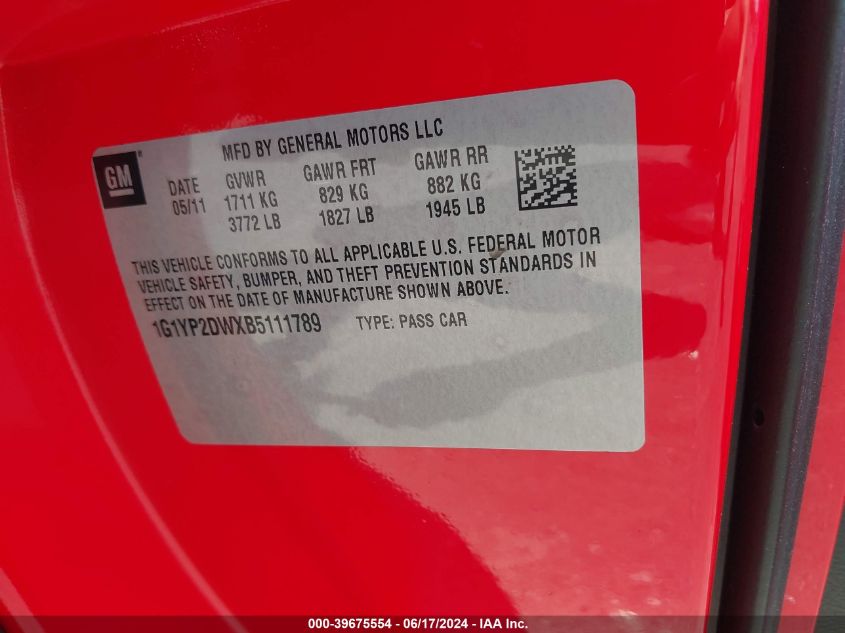 MFD BY GENERAL MOTORS LLC
GM
DATE GVWR GAWR FRT GAWR RR
05/11 1711 KG 829 KG 882 KG
3772 LB 1827 LB 1945 LB
THIS VEHICLE CONFORMS TO ALL APPLICABLE U.S. FEDERAL MOTOR
VEHICLE SAFETY, BUMPER, AND THEFT PREVENTION STANDARDS IN
EFFECT ON THE DATE OF MANUFACTURE SHOWN ABOVE.
1G1YP2DWXB5111789 TYPE: PASS CAR
000-39675554 - 06/17/2024 - IAA Inc.